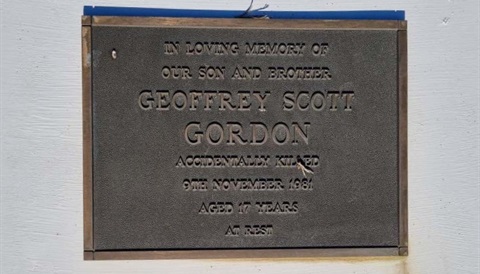 IN LOVING MEMORY OF
OUR SON AND BROTHER
GEOFFREY SCOTT
GORDON
ACCIDENTALLY KILLED
9TH NOVEMBER 1981
AGED 17 YEARS
AT REST